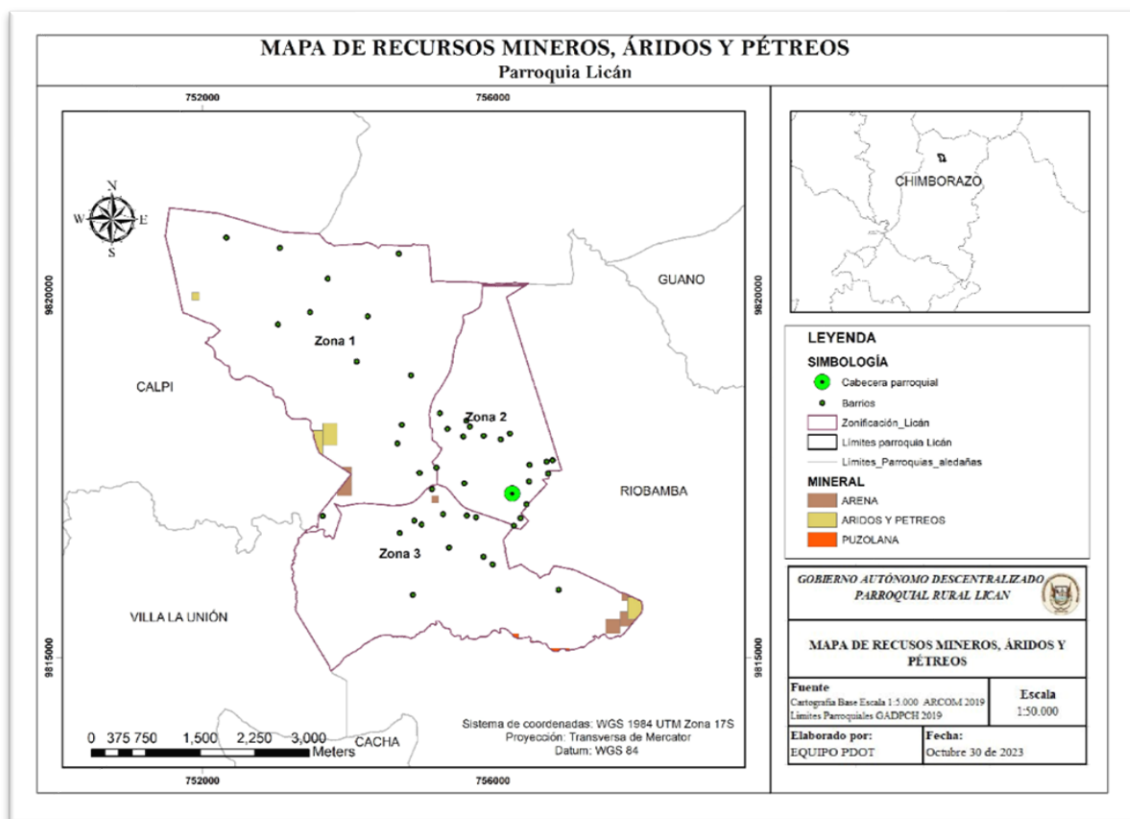 MAPA DE RECURSOS MINEROS, ÁRIDOS Y PÉTREOS
Parroquia Licán
752000
756000
N
W
E
S
9820000
9820000
GUANO
Zona 1
CALPI
Zona 2
RIOBAMBA
Zona 3
VILLA LA UNIÓN
9815000
9815000
CACHA
Sistema de coordenadas: WGS 1984 UTM Zona 17S
Proyección: Transversa de Mercator
Datum: WGS 84
0 375 750 1,500 2,250 3,000
Meters
752000
756000
CHIMBORAZO
LEYENDA
SIMBOLOGÍA
Cabecera parroquial
Barrios
Zonificación_Licán
Límites parroquia Licán
Límites_Parroquias_aledañas
MINERAL
ARENA
ARIDOS Y PETREOS
PUZOLANA
GOBIERNO AUTÓNOMO DESCENTRALIZADO
PARROQUIAL RURAL LICAN
MAPA DE RECUSOS MINEROS, ÁRIDOS Y
PÉTREOS
Fuente
Cartografía Base Escala 1:5.000 ARCOM 2019
Límites Parroquiales GADPCH 2019
Escala
1:50.000
Elaborado por:
EQUIPO PDOT
Fecha:
Octubre 30 de 2023